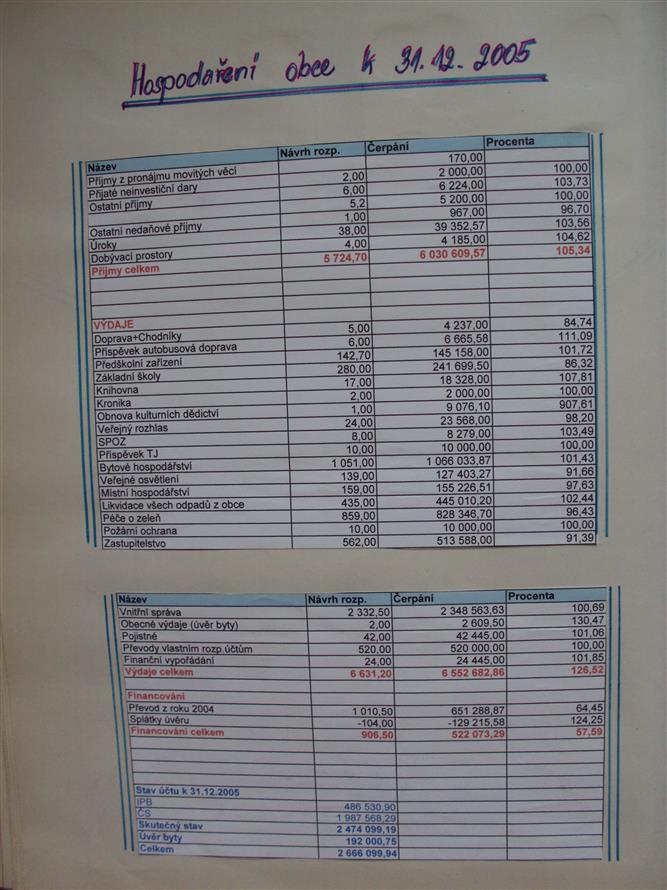 Hospodaření obce k 31.12.2005
Název Návrh rozp. Čerpání Procenta
170,00
Příjmy z pronájmu movitých věcí 2,00 2 000,00 100,00
Přijaté neinvestiční dary 6,00 6 224,00 103,73
Ostatní příjmy 5,2 5 200,00 100,00
1,00 967,00 96,70
Ostatní nedaňové příjmy 38,00 39 352,57 103,56
Úroky 4,00 4 185,00 104,62
Dobývací prostory 5 724,70 6 030 609,57 105,34
Příjmy celkem
VÝDAJE
Doprava+Chodníky 5,00 4 237,00 84,74
Příspěvek autobusová doprava 6,00 6 665,58 111,09
Předškolní zařízení 142,70 145 158,00 101,72
Základní školy 280,00 241 699,50 86,32
Knihovna 17,00 18 328,00 107,81
Kronika 2,00 2 000,00 100,00
Obnova kulturních dědictví 1,00 9 076,10 907,61
Veřejný rozhlas 24,00 23 568,00 98,20
SPOZ 8,00 8 279,00 103,49
Příspěvek TJ 10,00 10 000,00 100,00
Bytové hospodářství 1 051,00 1 066 033,87 101,43
Veřejné osvětlení 139,00 127 403,27 91,66
Místní hospodářství 159,00 155 226,51 97,63
Likvidace všech odpadů z obce 435,00 445 010,20 102,44
Péče o zeleň 859,00 828 346,70 96,43
Požární ochrana 10,00 10 000,00 100,00
Zastupitelstvo 562,00 513 588,00 91,39
Název Návrh rozp. Čerpání Procenta
Vnitřní správa 2 332,50 2 348 563,63 100,69
Obecné výdaje (úvěr byty) 2,00 2 609,50 130,47
Pojistné 42,00 42 445,00 101,06
Převody vlastním rozp.účtům 520,00 520 000,00 100,00
Finanční vypořádání 24,00 24 445,00 101,85
Výdaje celkem 6 631,20 6 552 682,86 126,52
Financování
Převod z roku 2004 1 010,50 651 288,87 64,45
Splátky úvěru -104,00 -129 215,58 124,25
Financování celkem 906,50 522 073,29 57,59
Stav účtu k 31.12.2005
IPB 486 530,90
ČS 1 987 568,29
Skutečný stav 2 474 099,19
Úvěr byty 192 000,75
Celkem 2 666 099,94